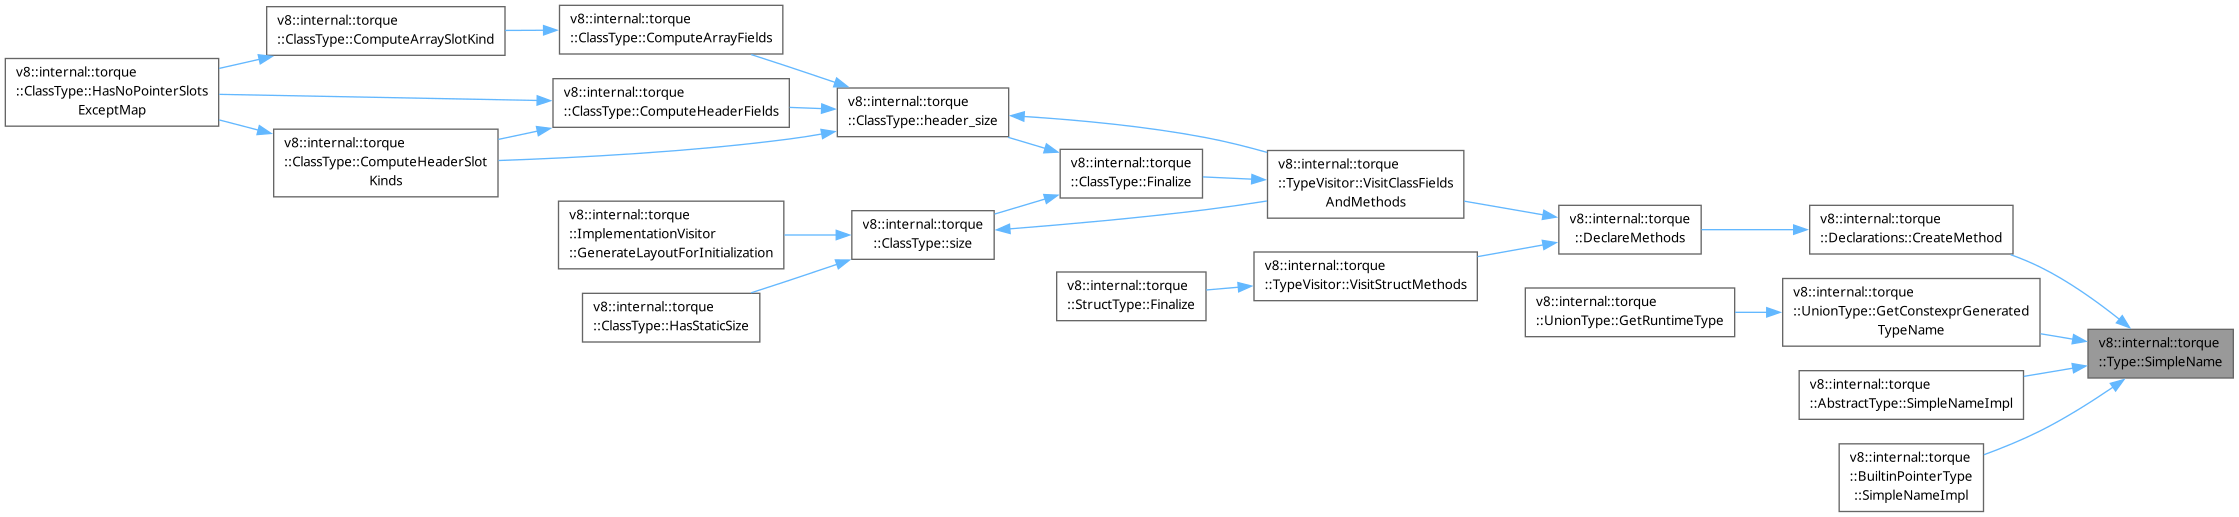 v8::internal::torque
::ClassType::HasNoPointerSlots
ExceptMap
v8::internal::torque
::ClassType::ComputeArraySlotKind
v8::internal::torque
::ClassType::ComputeHeaderSlot
Kinds
v8::internal::torque
::ClassType::ComputeArrayFields
v8::internal::torque
::ClassType::ComputeHeaderFields
v8::internal::torque
::ImplementationVisitor
::GenerateLayoutForInitialization
v8::internal::torque
::ClassType::HasStaticSize
v8::internal::torque
::ClassType::header_size
v8::internal::torque
::ClassType::size
v8::internal::torque
::ClassType::Finalize
v8::internal::torque
::StructType::Finalize
v8::internal::torque
::TypeVisitor::VisitClassFields
AndMethods
v8::internal::torque
::TypeVisitor::VisitStructMethods
v8::internal::torque
::DeclareMethods
v8::internal::torque
::UnionType::GetRuntimeType
v8::internal::torque
::Declarations::CreateMethod
v8::internal::torque
::UnionType::GetConstexprGenerated
TypeName
v8::internal::torque
::AbstractType::SimpleNameImpl
v8::internal::torque
::BuiltinPointerType
::SimpleNameImpl
v8::internal::torque
::Type::SimpleName